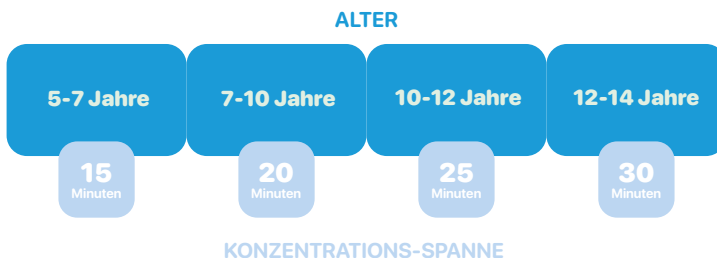 ALTER
5-7 Jahre
7-10 Jahre
10-12 Jahre
12-14 Jahre
15
Minuten
20
Minuten
25
Minuten
30
Minuten
KONZENTRATIONS-SPANNE